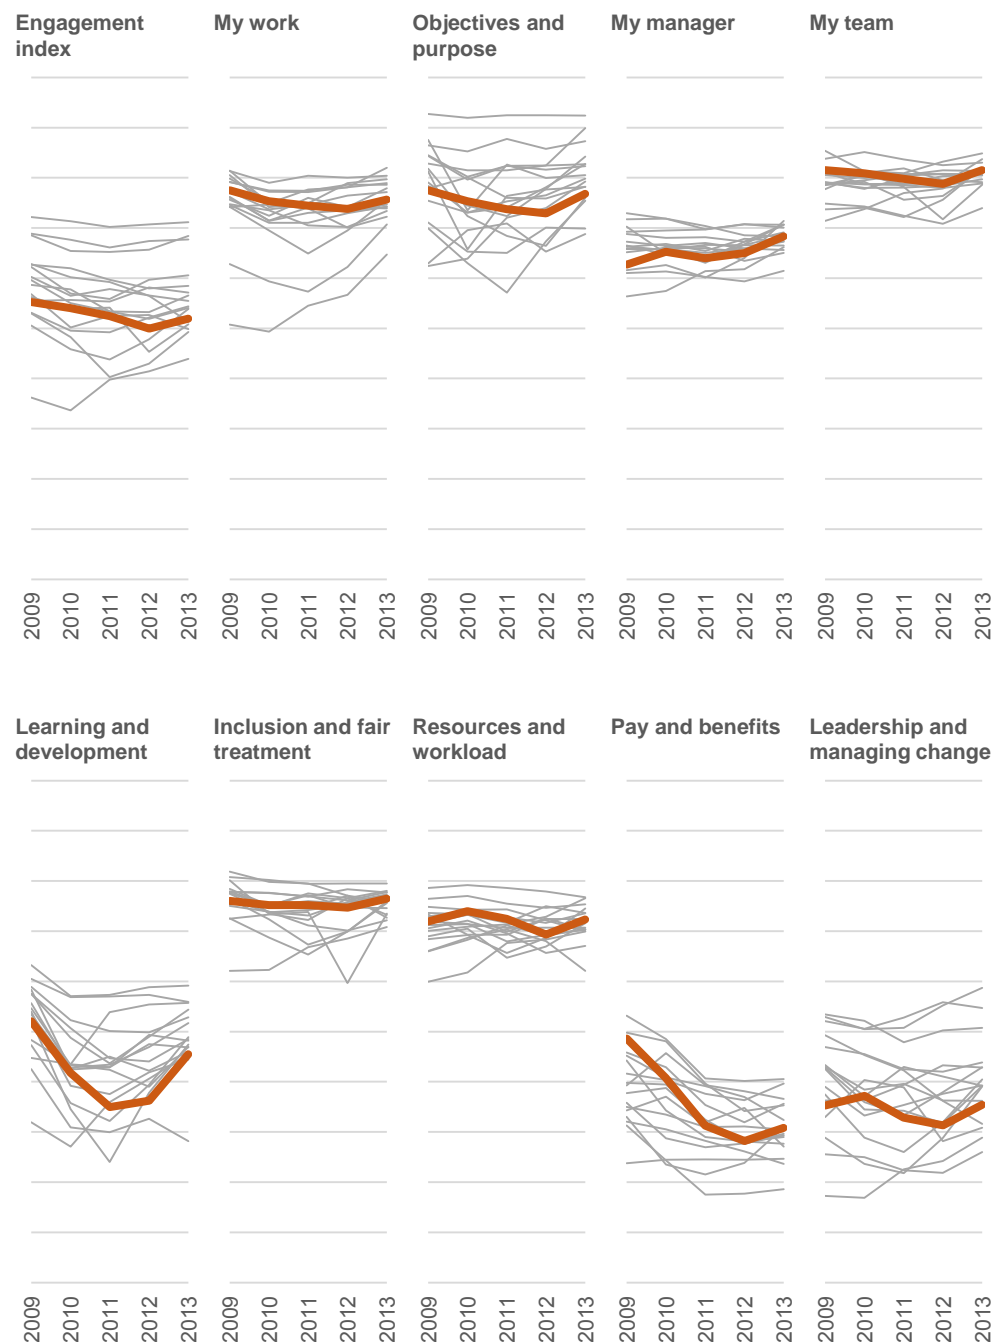 Engagement
index
My work
Objectives and
purpose
My manager
My team
2009 2010 2011 2012 2013
2009 2010 2011 2012 2013
2009 2010 2011 2012 2013
2009 2010 2011 2012 2013
2009 2010 2011 2012 2013
Learning and
development
Inclusion and fair
treatment
Resources and
workload
Pay and benefits
Leadership and
managing change
2009 2010 2011 2012 2013
2009 2010 2011 2012 2013
2009 2010 2011 2012 2013
2009 2010 2011 2012 2013
2009 2010 2011 2012 2013